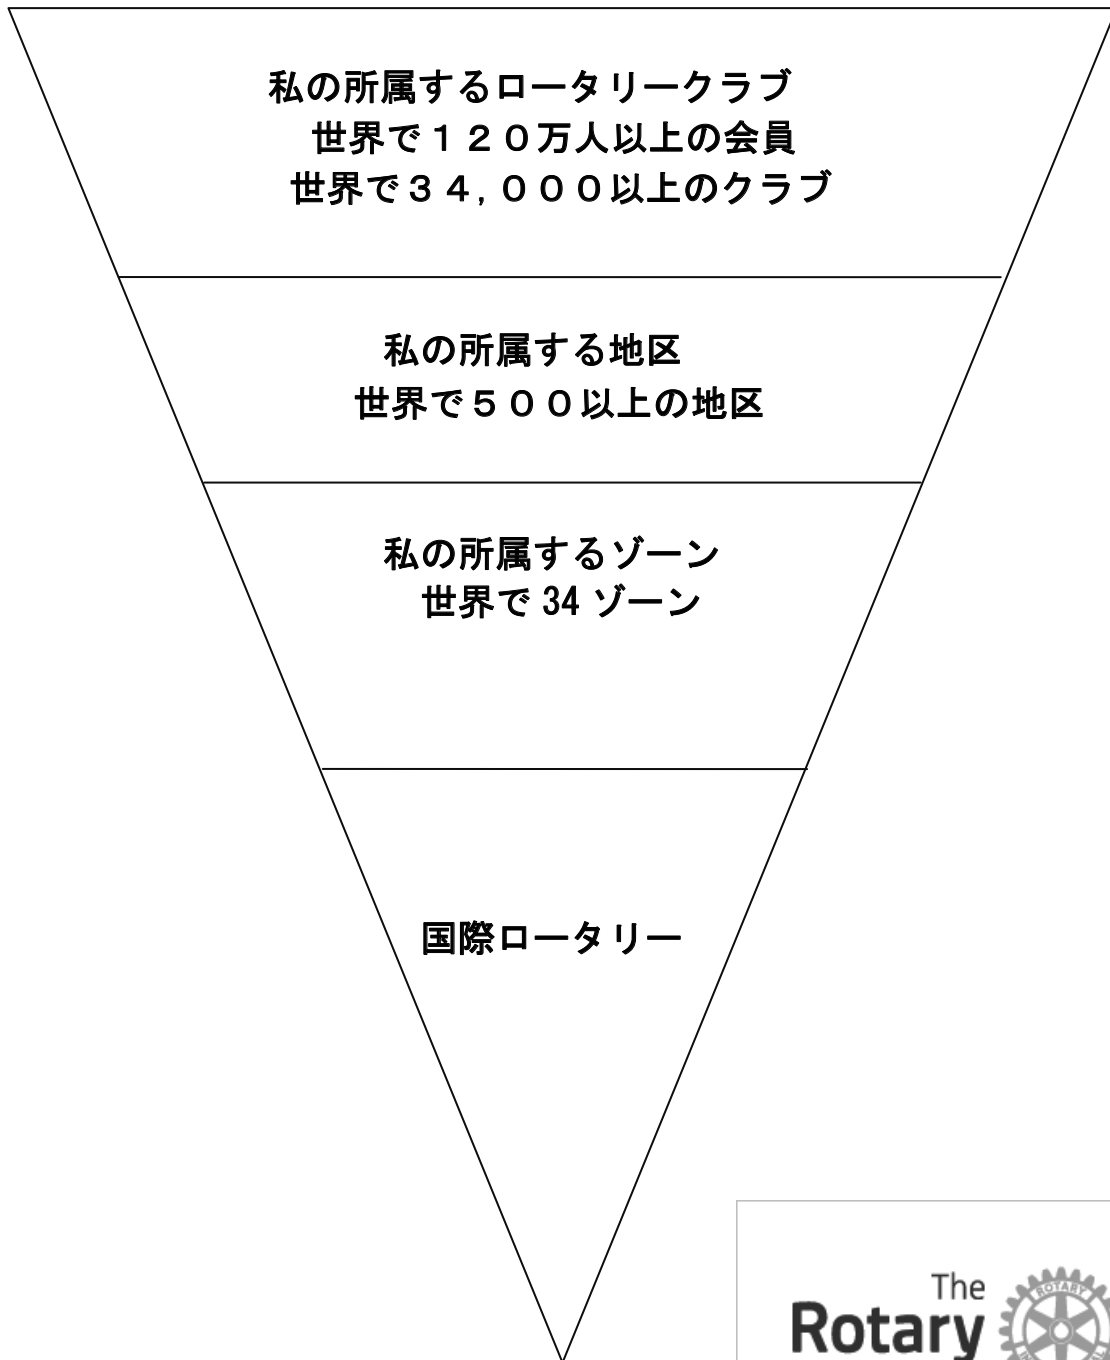 私の所属するロータリークラブ
世界で１２０万人以上の会員
世界で３４,０００以上のクラブ
私の所属する地区
世界で５００以上の地区
私の所属するゾーン
世界で 34 ゾーン
国際ロータリー
The
Rotary
ROTARY